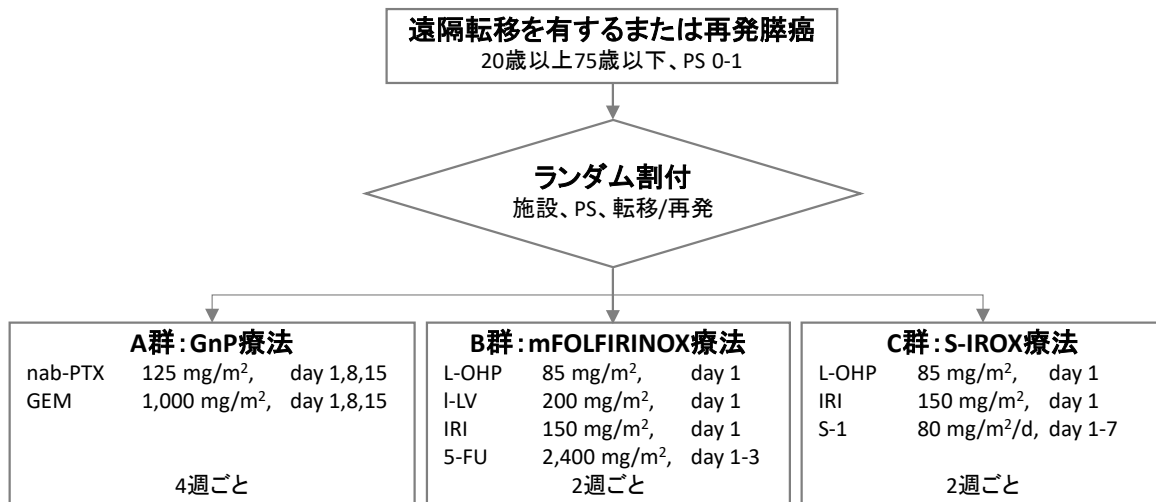 遠隔転移を有するまたは再発膵癌
20歳以上75歳以下、PS 0-1
ランダム割付
施設、PS、転移/再発
A群：GnP療法
nab-PTX 125 mg/m², day 1,8,15
GEM 1,000 mg/m², day 1,8,15
4週ごと
B群：mFOLFIRINOX療法
L-OHP 85 mg/m², day 1
l-LV 200 mg/m², day 1
IRI 150 mg/m², day 1
5-FU 2,400 mg/m², day 1-3
2週ごと
C群：S-IROX療法
L-OHP 85 mg/m², day 1
IRI 150 mg/m², day 1
S-1 80 mg/m²/d, day 1-7
2週ごと